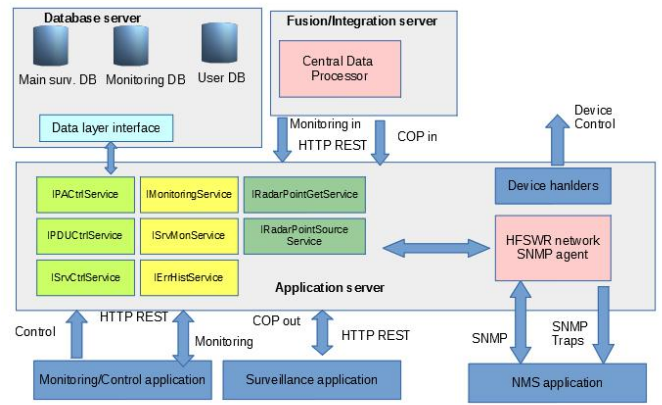 Database server
Main surv. DB
Monitoring DB
User DB
Data layer interface
Fusion/Integration server
Central Data
Processor
Monitoring in
HTTP REST
COP in
Device
Control
IPACtrlService
IMonitoringService
IRadarPointGetService
Device hanlders
IPDUCtrlService
ISrvMonService
IRadarPointSource
Service
HFSWR network
SNMP agent
ISrvCtrlService
IErrHistService
Application server
Control
HTTP REST
Monitoring
COP out
HTTP REST
SNMP
SNMP
Traps
Monitoring/Control application
Surveillance application
NMS application